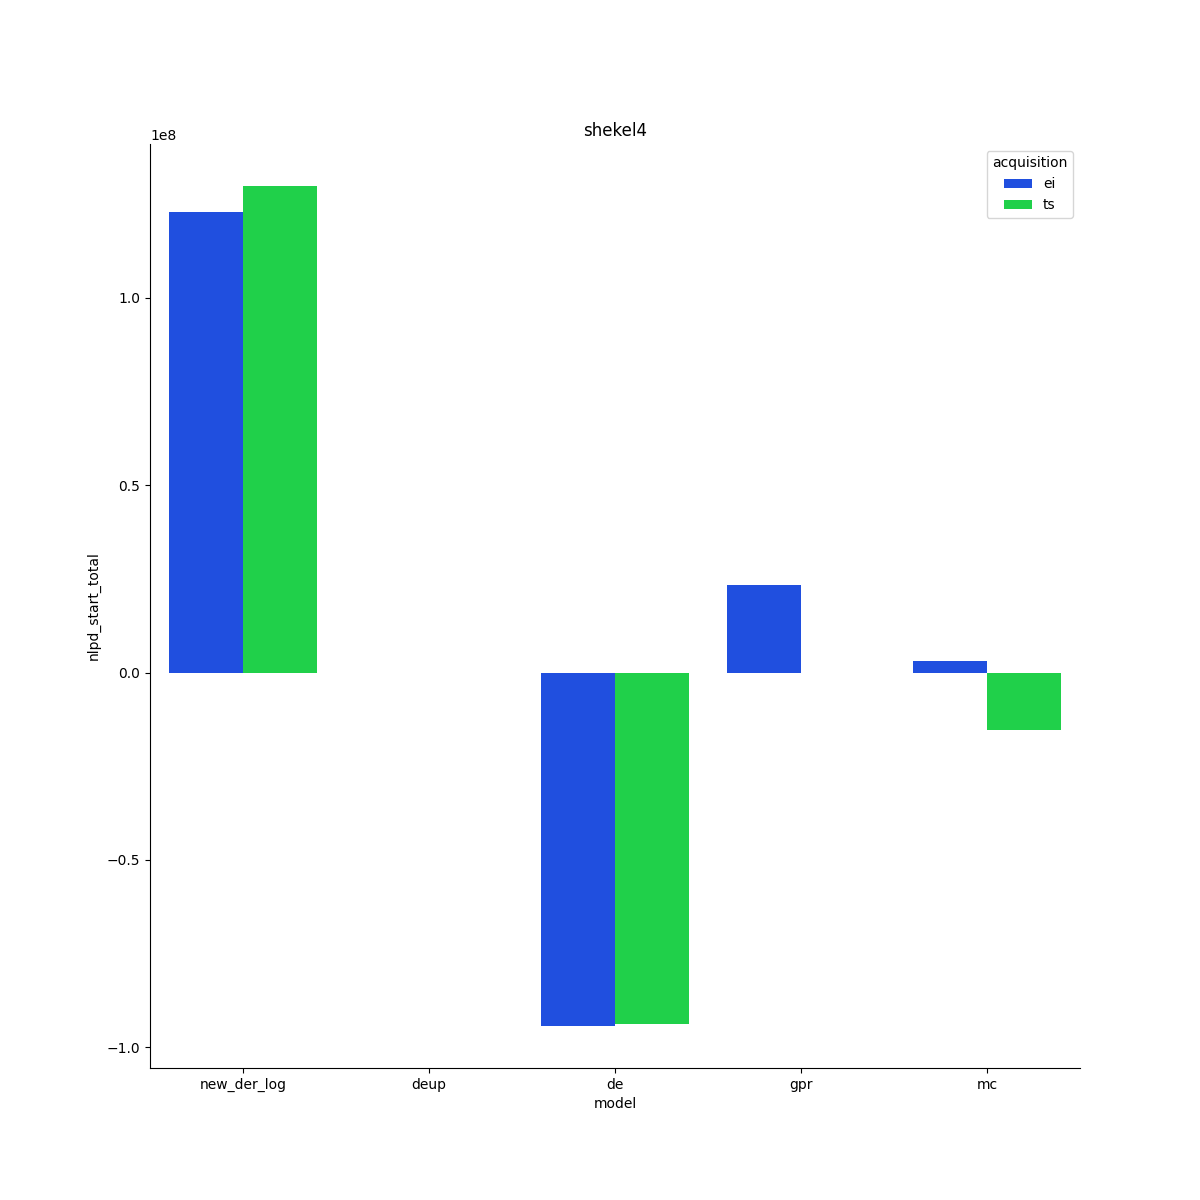 shekel4
1e8
acquisition
ei
ts
1.0
0.5
0.0
−0.5
−1.0
nlpd_start_total
new_der_log deup de gpr mc
model